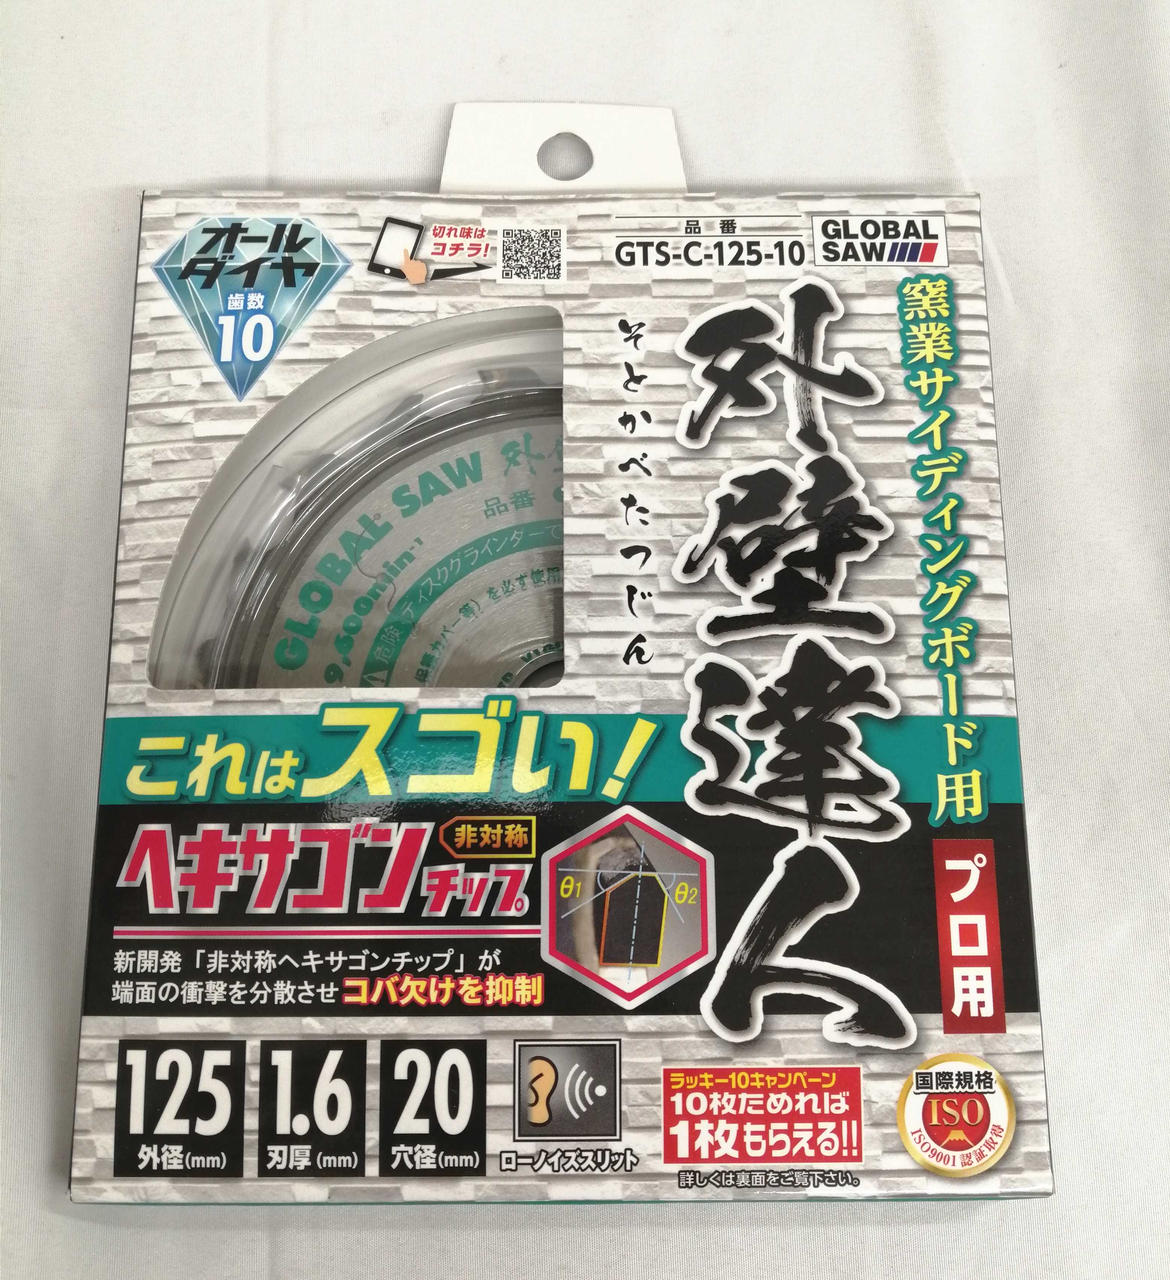 オール
ダイヤ
歯数
10
切れ味は
コチラ!
品番
GTS-C-125-10
GLOBAL
SAW
窯業サイディングボード用
プロ用
外壁達人
そとかべたつじん
GLOBAL SAW 外
品番
9,600min⁻¹
危険 ディスクグラインダーで
カバー等)を必ず使用
これはスゴい!
ヘキサゴンチップ。
非対称
θ1
θ2
新開発「非対称ヘキサゴンチップ」が
端面の衝撃を分散させコバ欠けを抑制
125
外径(mm)
1.6
刃厚(mm)
20
穴径(mm)
ローノイズスリット
ラッキー10キャンペーン
10枚ためれば
1枚もらえる!!
詳しくは裏面をご覧下さい。
国際規格
ISO
ISO9001認証取得